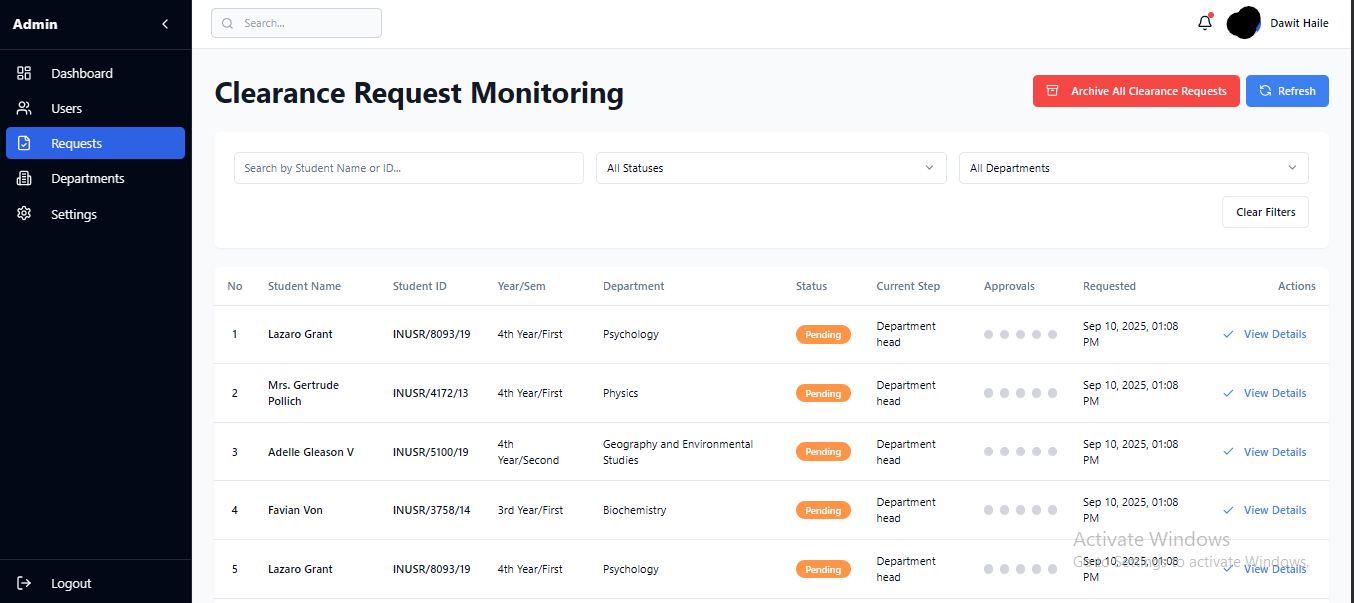 Admin
Search...
Dawit Haile
Dashboard
Users
Requests
Departments
Settings
Logout
Clearance Request Monitoring
Archive All Clearance Requests
Refresh
Search by Student Name or ID...
All Statuses
All Departments
Clear Filters
No Student Name Student ID Year/Sem Department Status Current Step Approvals Requested Actions
1 Lazaro Grant INUSR/8093/19 4th Year/First Psychology Pending Department head Sep 10, 2025, 01:08 PM View Details
2 Mrs. Gertrude Pollich INUSR/4172/13 4th Year/First Physics Pending Department head Sep 10, 2025, 01:08 PM View Details
3 Adelle Gleason V INUSR/5100/19 4th Year/Second Geography and Environmental Studies Pending Department head Sep 10, 2025, 01:08 PM View Details
4 Favian Von INUSR/3758/14 3rd Year/First Biochemistry Pending Department head Sep 10, 2025, 01:08 PM View Details
5 Lazaro Grant INUSR/8093/19 4th Year/First Psychology Pending Department head Sep 10, 2025, 01:08 PM View Details
Activate Windows
Go to Settings to activate Windows.